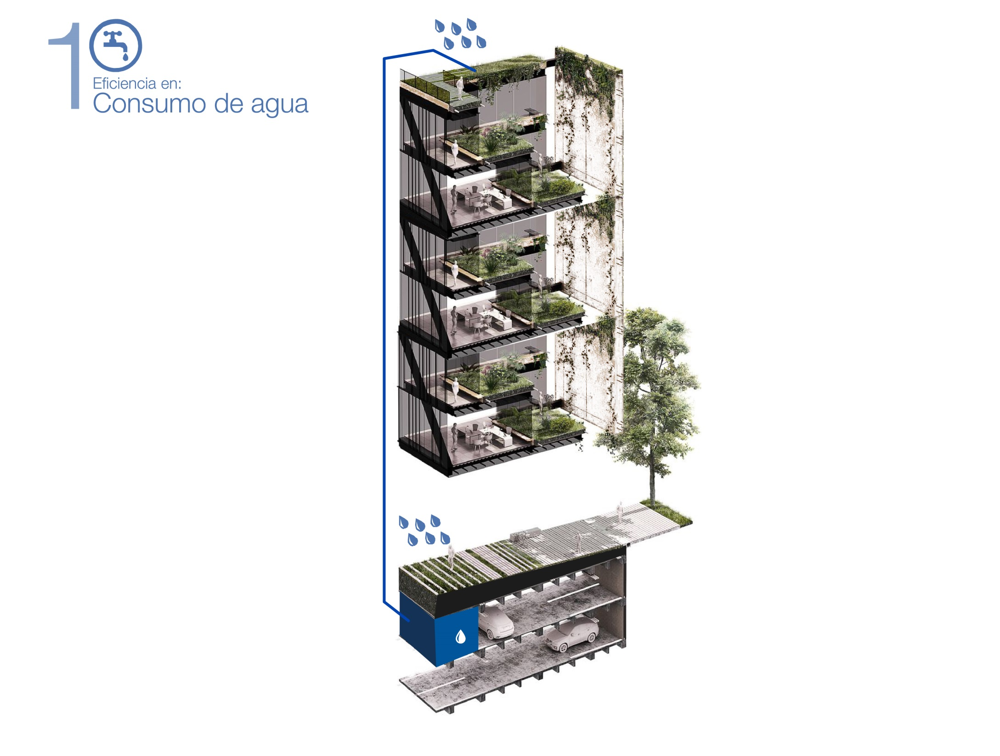 1
Eficiencia en:
Consumo de agua